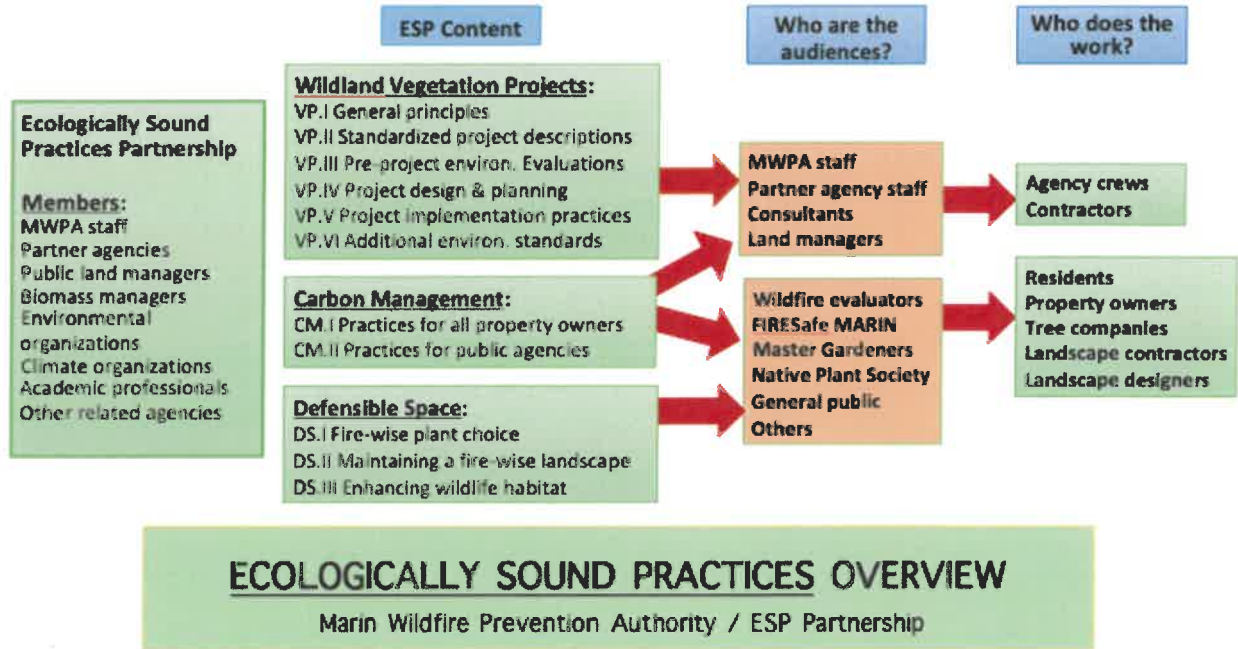 ESP Content
Who are the
audiences?
Who does the
work?
Ecologically Sound
Practices Partnership
Members:
MWPA staff
Partner agencies
Public land managers
Biomass managers
Environmental
organizations
Climate organizations
Academic professionals
Other related agencies
Wildland Vegetation Projects:
VP.I General principles
VP.II Standardized project descriptions
VP.III Pre-project environ. Evaluations
VP.IV Project design & planning
VP.V Project implementation practices
VP.VI Additional environ. standards
Carbon Management:
CM.I Practices for all property owners
CM.II Practices for public agencies
Defensible Space:
DS.I Fire-wise plant choice
DS.II Maintaining a fire-wise landscape
DS.III Enhancing wildlife habitat
MWPA staff
Partner agency staff
Consultants
Land managers
Wildfire evaluators
FIRESafe MARIN
Master Gardeners
Native Plant Society
General public
Others
Agency crews
Contractors
Residents
Property owners
Tree companies
Landscape contractors
Landscape designers
ECOLOGICALLY SOUND PRACTICES OVERVIEW
Marin Wildfire Prevention Authority / ESP Partnership